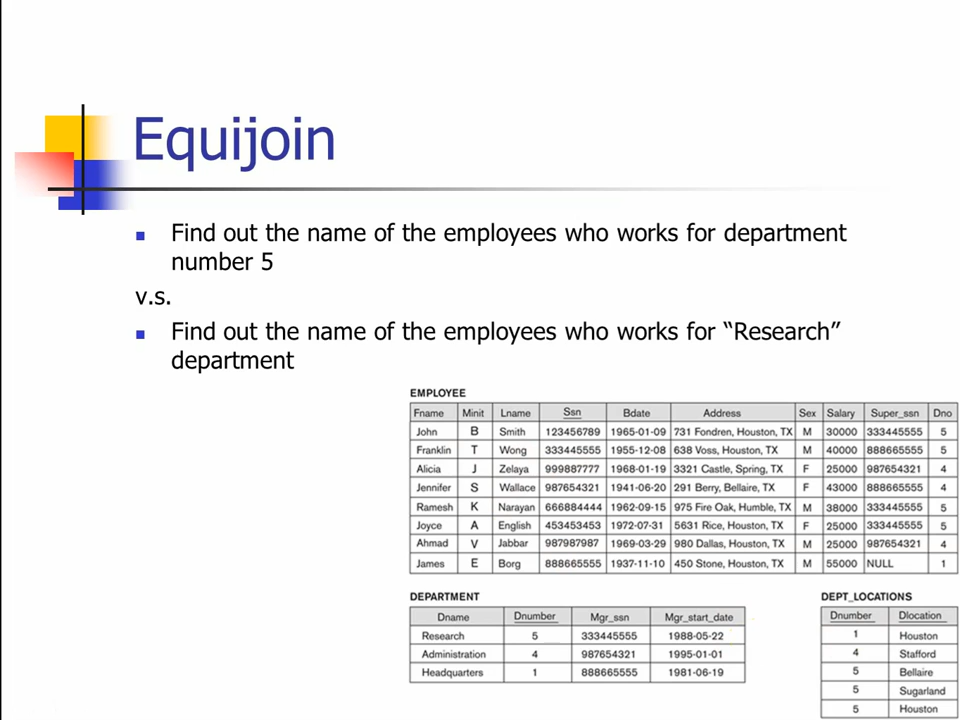 Equijoin
Find out the name of the employees who works for department
number 5
v.s.
Find out the name of the employees who works for “Research”
department
EMPLOYEE
Fname Minit Lname Ssn Bdate Address Sex Salary Super_ssn Dno
John B Smith 123456789 1965-01-09 731 Fondren, Houston, TX M 30000 333445555 5
Franklin T Wong 333445555 1955-12-08 638 Voss, Houston, TX M 40000 888665555 5
Alicia J Zelaya 999887777 1968-01-19 3321 Castle, Spring, TX F 25000 987654321 4
Jennifer S Wallace 987654321 1941-06-20 291 Berry, Bellaire, TX F 43000 888665555 4
Ramesh K Narayan 666884444 1962-09-15 975 Fire Oak, Humble, TX M 38000 333445555 5
Joyce A English 453453453 1972-07-31 5631 Rice, Houston, TX F 25000 333445555 5
Ahmad V Jabbar 987987987 1969-03-29 980 Dallas, Houston, TX M 25000 987654321 4
James E Borg 888665555 1937-11-10 450 Stone, Houston, TX M 55000 NULL 1
DEPARTMENT
Dname Dnumber Mgr_ssn Mgr_start_date
Research 5 333445555 1988-05-22
Administration 4 987654321 1995-01-01
Headquarters 1 888665555 1981-06-19
DEPT_LOCATIONS
Dnumber Dlocation
1 Houston
4 Stafford
5 Bellaire
5 Sugarland
5 Houston